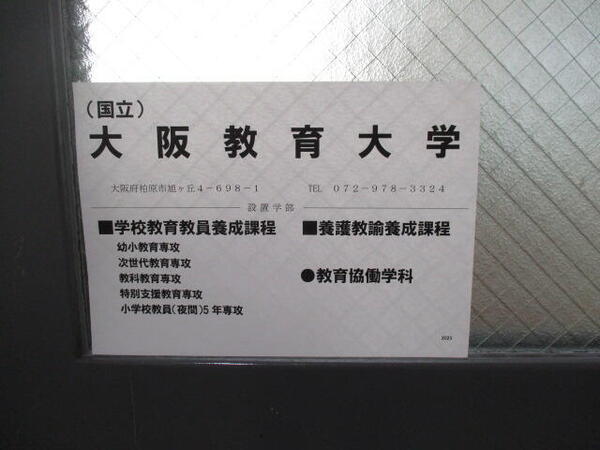 （国立）
大阪教育大学
大阪府柏原市旭ヶ丘４－６９８－１ TEL ０７２－９７８－３３２４
設置学部
■学校教育教員養成課程
幼小教育専攻
次世代教育専攻
教科教育専攻
特別支援教育専攻
小学校教員（夜間）５年専攻
■養護教諭養成課程
●教育協働学科
2023